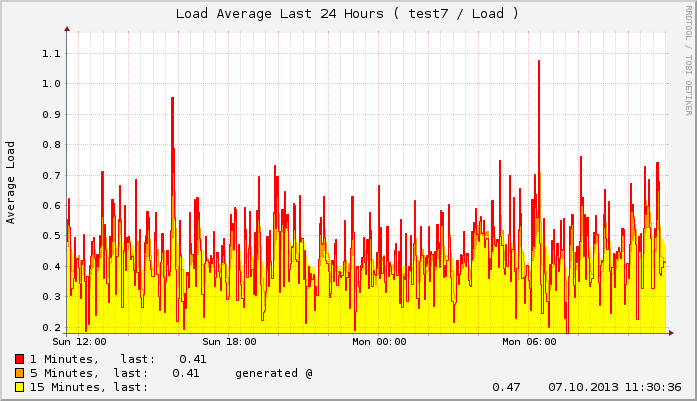 Load Average Last 24 Hours ( test7 / Load )
RRDTOOL / TOBI OETIKER
Average Load
1.1
1.0
0.9
0.8
0.7
0.6
0.5
0.4
0.3
0.2
Sun 12:00 Sun 18:00 Mon 00:00 Mon 06:00
1 Minutes, last: 0.41
5 Minutes, last: 0.41 generated @
15 Minutes, last: 0.47 07.10.2013 11:30:36